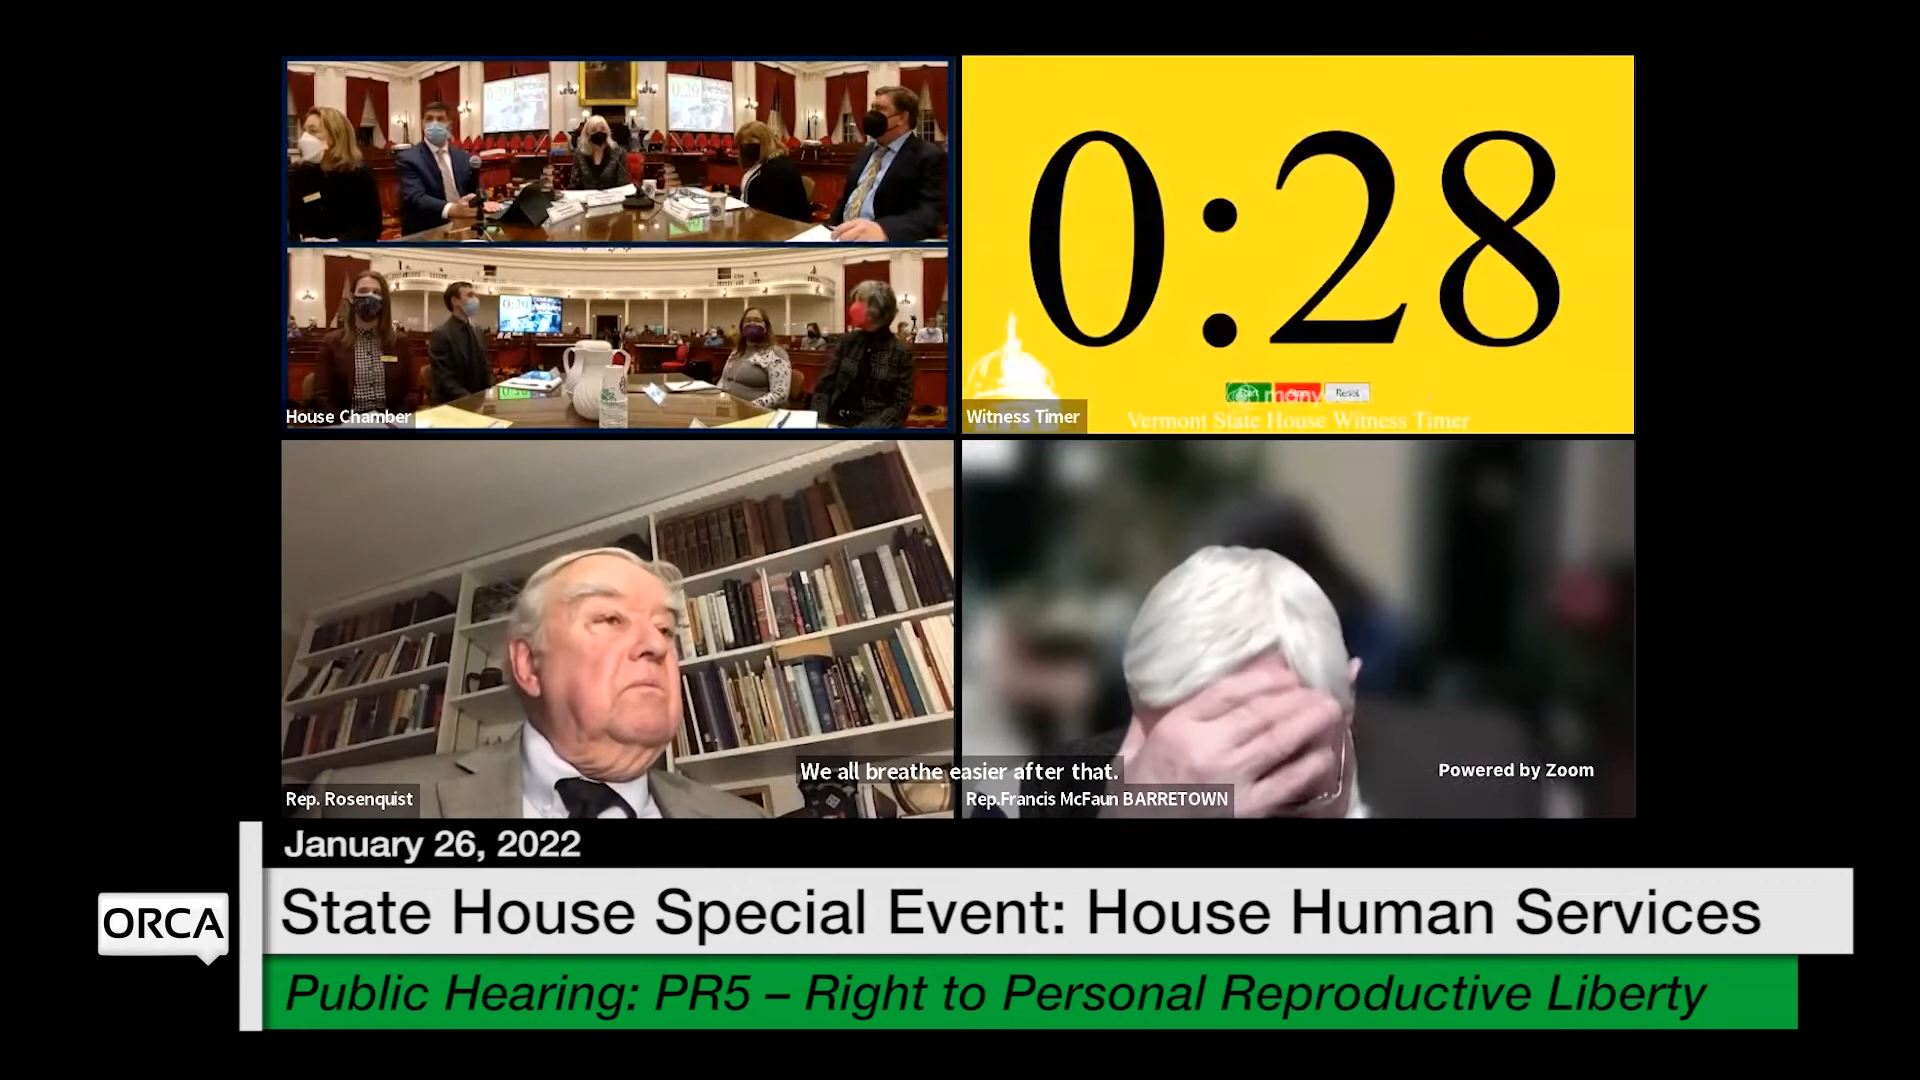 House Chamber
0:28
Start
Reset
Vermont State House Witness Timer
Witness Timer
Rep. Rosenquist
We all breathe easier after that.
Rep.Francis McFaun BARRETOWN
Powered by Zoom
January 26, 2022
ORCA
State House Special Event: House Human Services
Public Hearing: PR5 – Right to Personal Reproductive Liberty